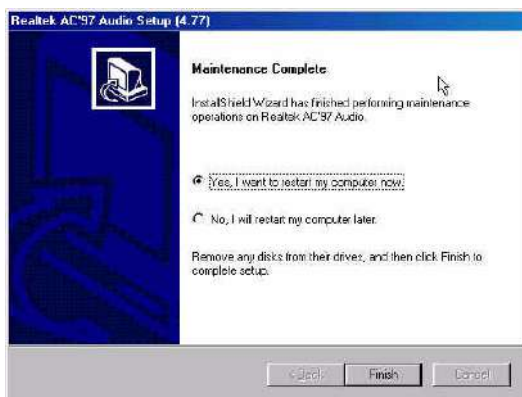 Realtek AC'97 Audio Setup (4.77)
Maintenance Complete
InstallShield Wizard has finished performing maintenance
operations on Realtek AC'97 Audio.
Yes, I want to restart my computer now.
No, I will restart my computer later.
Remove any disks from their drives, and then click Finish to
complete setup.
< Back
Finish
Cancel